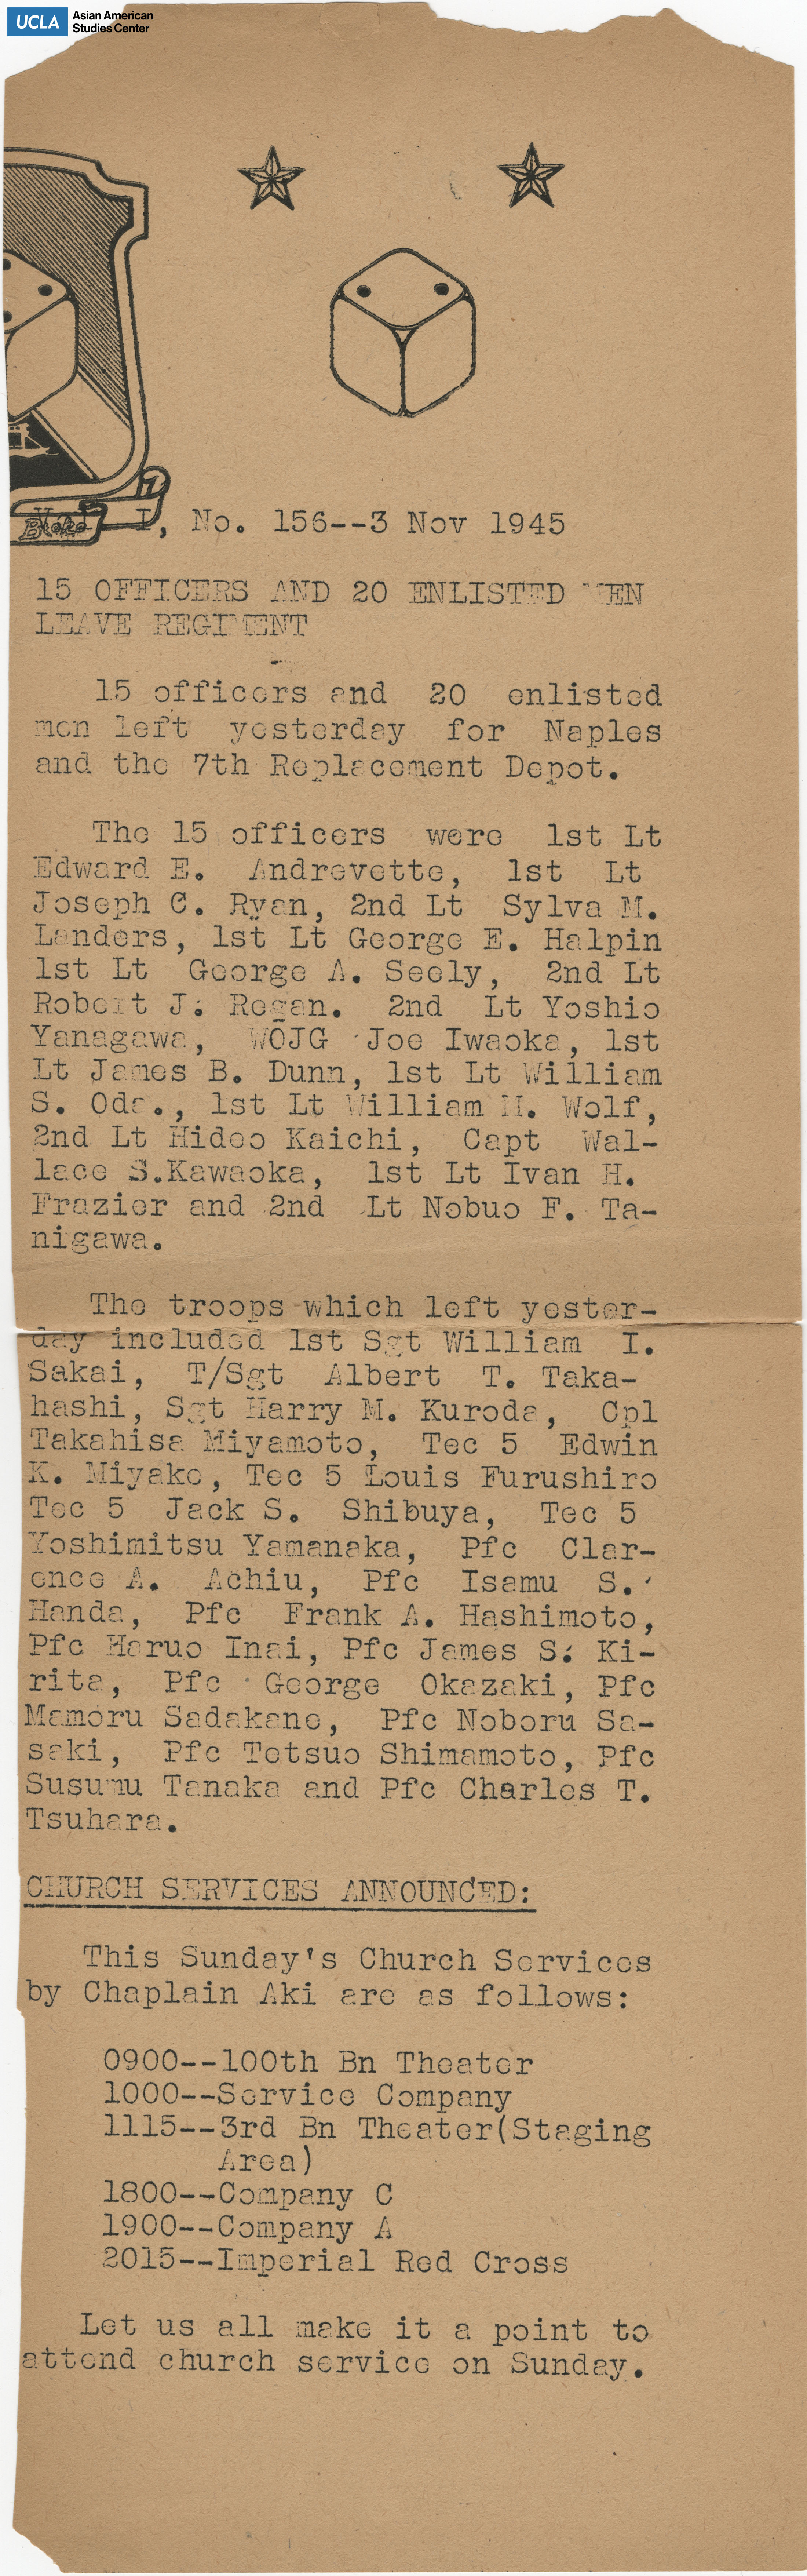 UCLA Asian American
Studies Center
Broke
Vol I, No. 156--3 Nov 1945
15 OFFICERS AND 20 ENLISTED MEN
LEAVE REGIMENT
15 officers and 20 enlisted
men left yesterday for Naples
and the 7th Replacement Depot.
The 15 officers were 1st Lt
Edward E. Andrevette, 1st Lt
Joseph C. Ryan, 2nd Lt Sylva M.
Landers, 1st Lt George E. Halpin
1st Lt George A. Seely, 2nd Lt
Robert J. Regan. 2nd Lt Yoshio
Yanagawa, WOJG Joe Iwaoka, 1st
Lt James B. Dunn, 1st Lt William
S. Oda., 1st Lt William H. Wolf,
2nd Lt Hideo Kaichi, Capt Wal-
lace S.Kawaoka, 1st Lt Ivan H.
Frazier and 2nd Lt Nobuo F. Ta-
nigawa.
The troops which left yester-
day included 1st Sgt William I.
Sakai, T/Sgt Albert T. Taka-
hashi, Sgt Harry M. Kuroda, Cpl
Takahisa Miyamoto, Tec 5 Edwin
K. Miyake, Tec 5 Louis Furushiro
Tec 5 Jack S. Shibuya, Tec 5
Yoshimitsu Yamanaka, Pfc Clar-
ence A. Achiu, Pfc Isamu S.
Handa, Pfc Frank A. Hashimoto,
Pfc Haruo Inai, Pfc James S. Ki-
rita, Pfc George Okazaki, Pfc
Mamoru Sadakane, Pfc Noboru Sa-
saki, Pfc Tetsuo Shimamoto, Pfc
Susumu Tanaka and Pfc Charles T.
Tsuhara.
CHURCH SERVICES ANNOUNCED:
This Sunday's Church Services
by Chaplain Aki are as follows:
0900--100th Bn Theater
1000--Service Company
1115--3rd Bn Theater(Staging
Area)
1800--Company C
1900--Company A
2015--Imperial Red Cross
Let us all make it a point to
attend church service on Sunday.